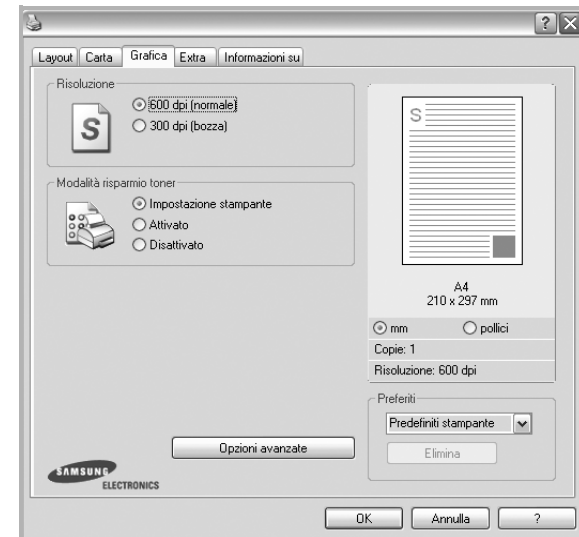 ?
Layout
Carta
Grafica
Extra
Informazioni su
Risoluzione
600 dpi (normale)
300 dpi (bozza)
S
Modalità risparmio toner
Impostazione stampante
Attivato
Disattivato
Opzioni avanzate
SAMSUNG
ELECTRONICS
S
A4
210 x 297 mm
mm
pollici
Copie: 1
Risoluzione: 600 dpi
Preferiti
Predefiniti stampante
Elimina
OK
Annulla
?